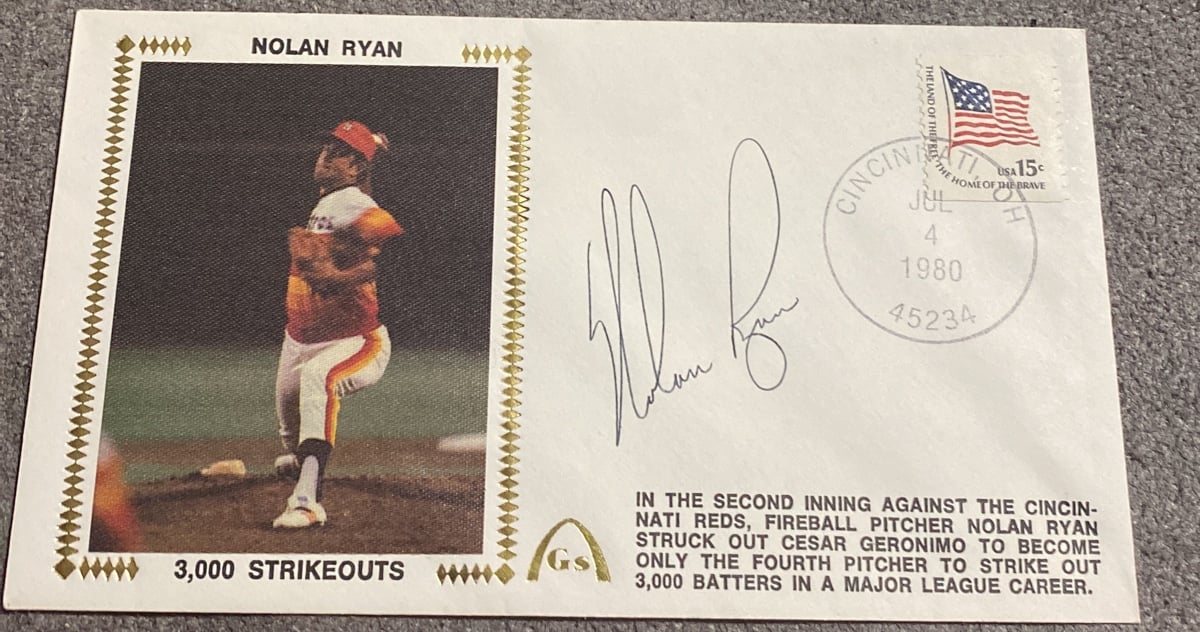 NOLAN RYAN
3,000 STRIKEOUTS
Gs
Nolan Ryan
THE LAND OF THE FREE
THE HOME OF THE BRAVE
USA 15c
CINCINNATI, OH
JUL
4
1980
45234
IN THE SECOND INNING AGAINST THE CINCIN-
NATI REDS, FIREBALL PITCHER NOLAN RYAN
STRUCK OUT CESAR GERONIMO TO BECOME
ONLY THE FOURTH PITCHER TO STRIKE OUT
3,000 BATTERS IN A MAJOR LEAGUE CAREER.